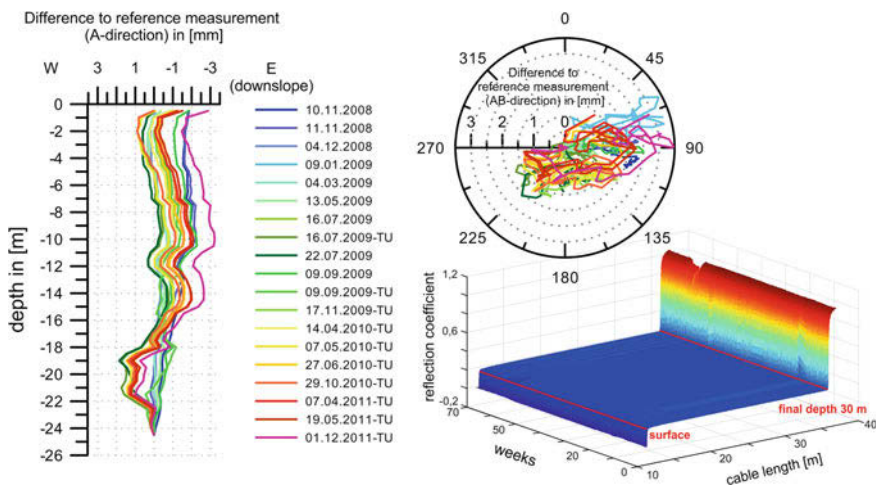 Difference to reference measurement
(A-direction) in [mm]
W 3 1 -1 -3 E
(downslope)
depth in [m]
0
-2
-4
-6
-8
-10
-12
-14
-16
-18
-20
-22
-24
-26
10.11.2008
11.11.2008
04.12.2008
09.01.2009
04.03.2009
13.05.2009
16.07.2009
16.07.2009-TU
22.07.2009
09.09.2009
09.09.2009-TU
17.11.2009-TU
14.04.2010-TU
07.05.2010-TU
27.06.2010-TU
29.10.2010-TU
07.04.2011-TU
19.05.2011-TU
01.12.2011-TU
0
315 45
Difference to
reference measurement
(AB-direction) in [mm]
3 2 1 0
270 90
225 135
180
reflection coefficient
1,2
0,6
-0,2
70
50
20
0
weeks
surface
final depth 30 m
10
20
30
40
cable length [m]